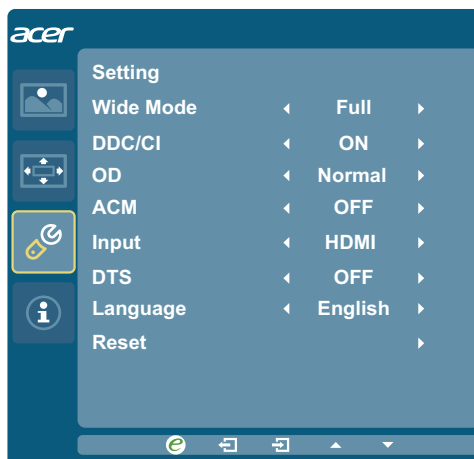 acer
Setting
Wide Mode Full
DDC/CI ON
OD Normal
ACM OFF
Input HDMI
DTS OFF
Language English
Reset
e